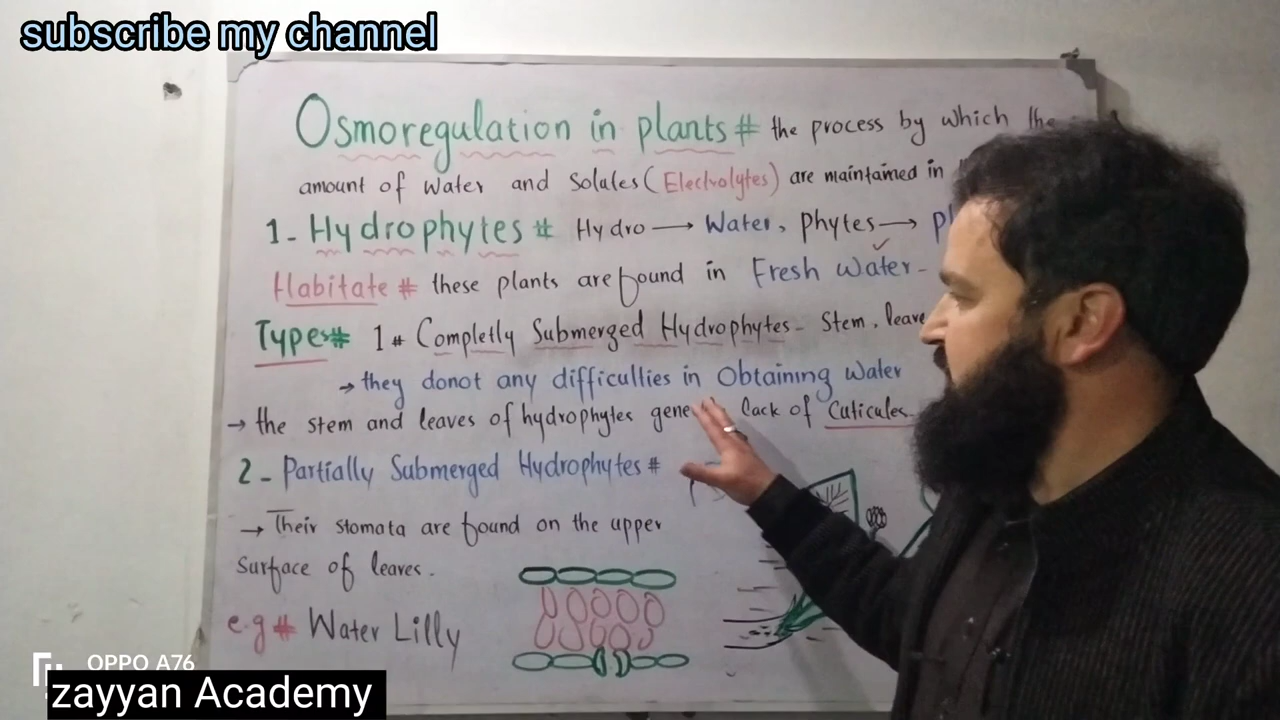 subscribe my channel
Osmoregulation in plants # the process by which the
amount of Water and Solutes (Electrolytes) are maintained in
1 - Hydrophytes # Hydro → Water, phytes → pl
Habitate # these plants are found in Fresh Water -
Types # 1 # Completly Submerged Hydrophytes - Stem, leave
→ they donot any difficulties in Obtaining Water
→ the stem and leaves of hydrophytes gene lack of Cuticules.
2 - Partially Submerged Hydrophytes #
→ Their stomata are found on the upper
Surface of leaves.
e.g # Water Lilly
OPPO A76
zayyan Academy